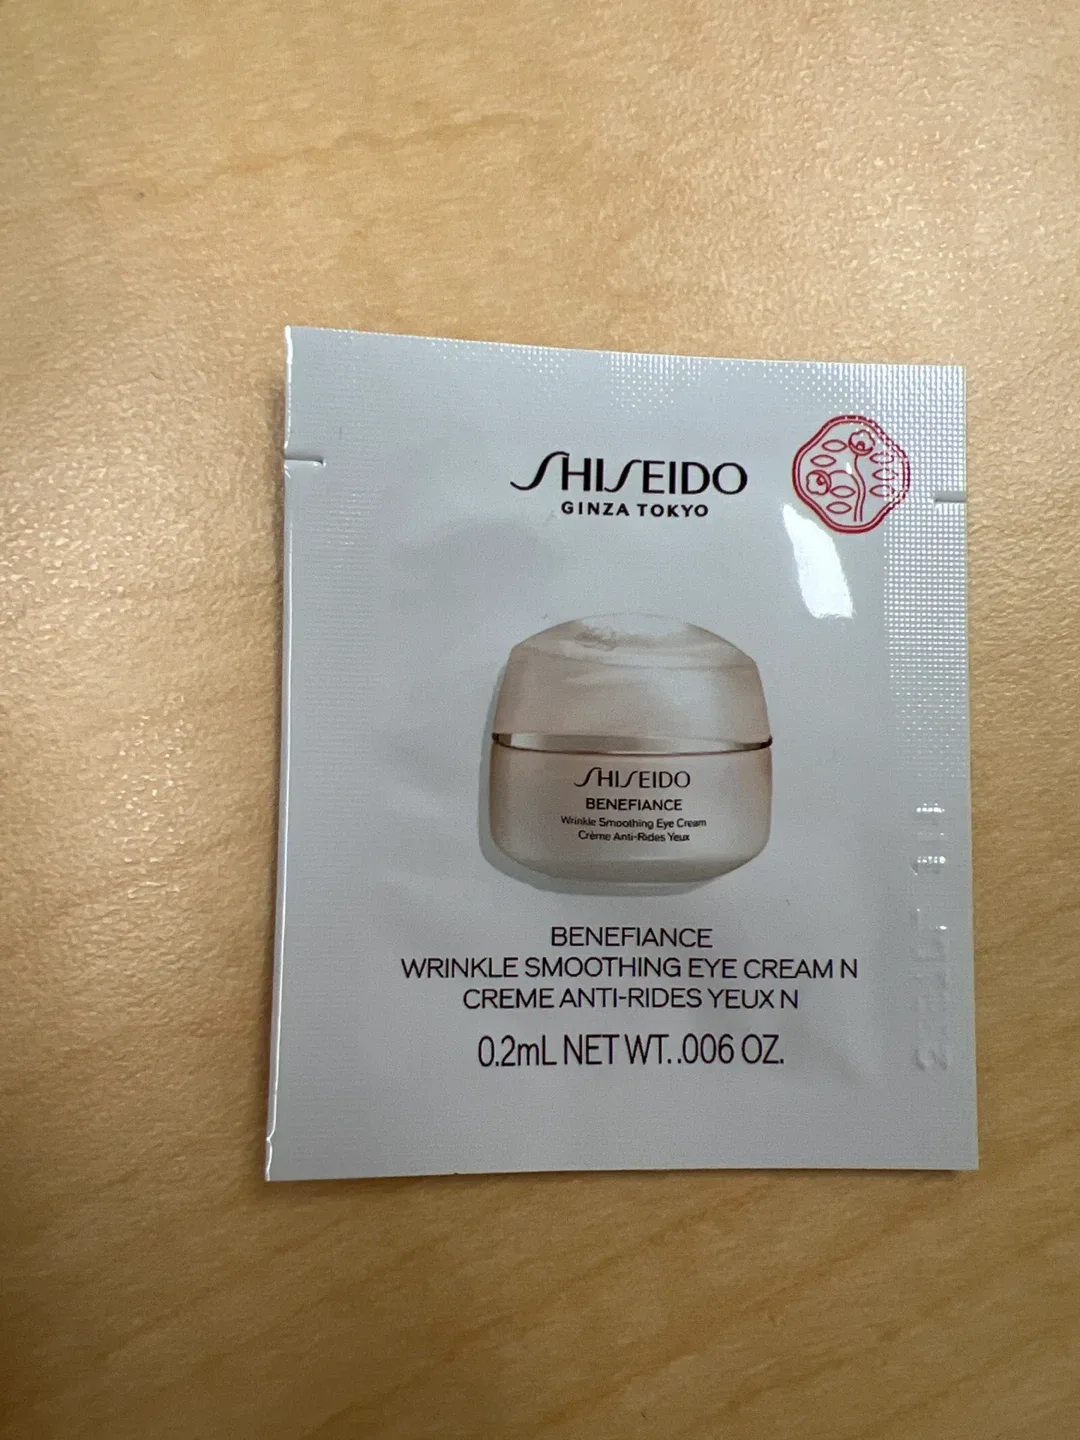 SHISEIDO
GINZA TOKYO
SHISEIDO
BENEFIANCE
Wrinkle Smoothing Eye Cream
Crème Anti-Rides Yeux
BENEFIANCE
WRINKLE SMOOTHING EYE CREAM N
CREME ANTI-RIDES YEUX N
0.2mL NET WT. .006 OZ.